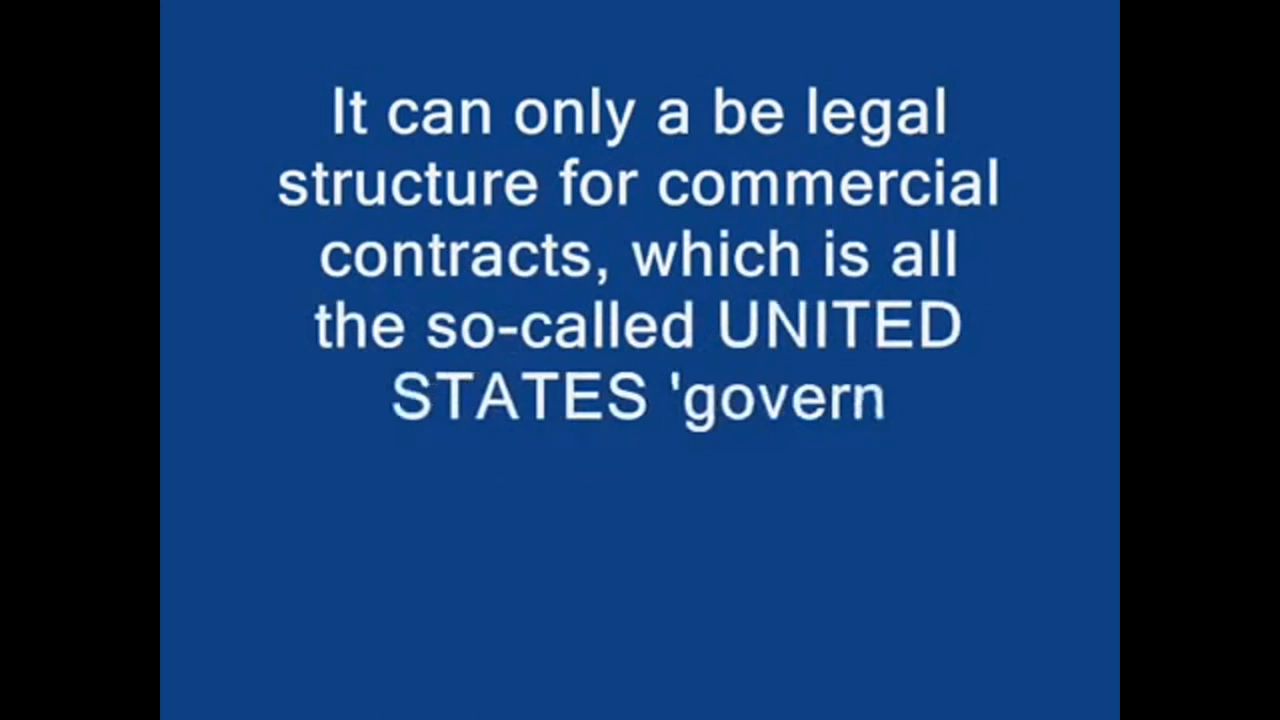 It can only a be legal
structure for commercial
contracts, which is all
the so-called UNITED
STATES 'govern